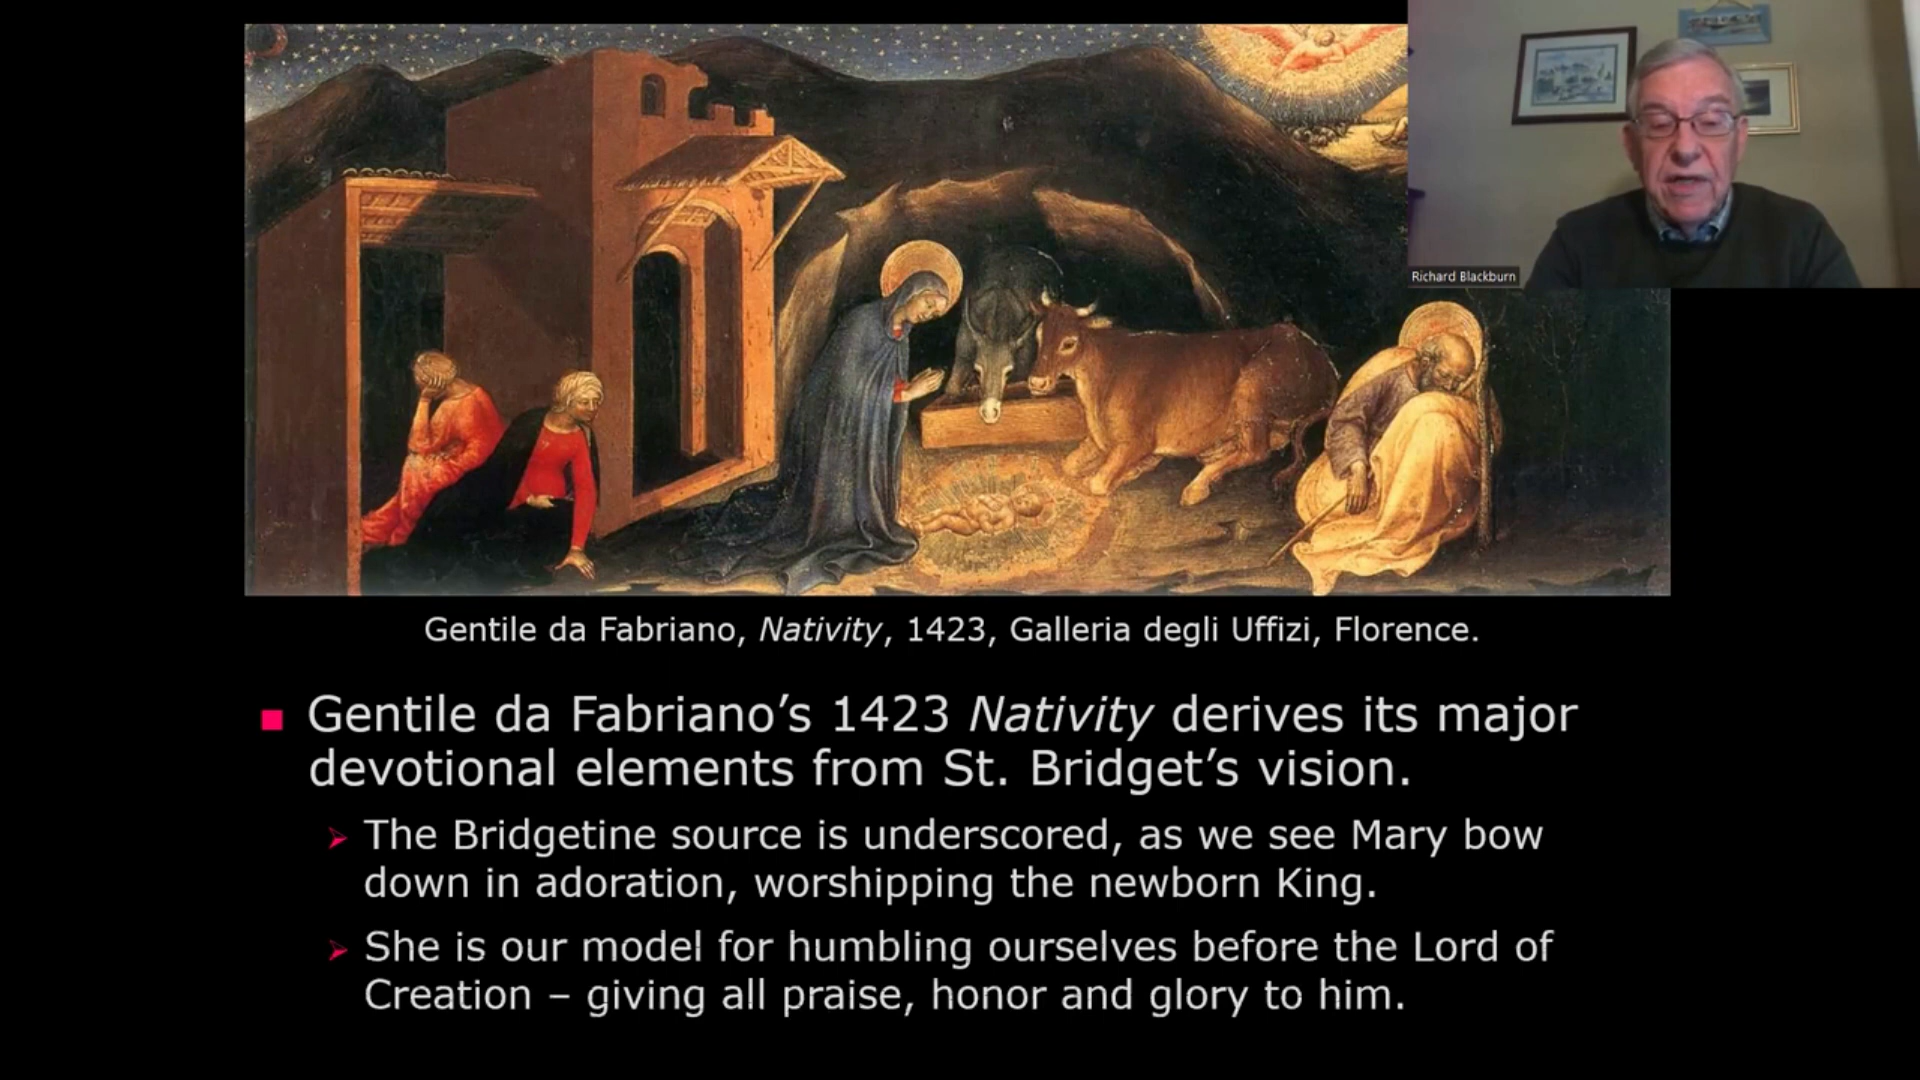 Richard Blackburn
Gentile da Fabriano, Nativity, 1423, Galleria degli Uffizi, Florence.
Gentile da Fabriano’s 1423 Nativity derives its major
devotional elements from St. Bridget’s vision.
The Bridgetine source is underscored, as we see Mary bow
down in adoration, worshipping the newborn King.
She is our model for humbling ourselves before the Lord of
Creation – giving all praise, honor and glory to him.